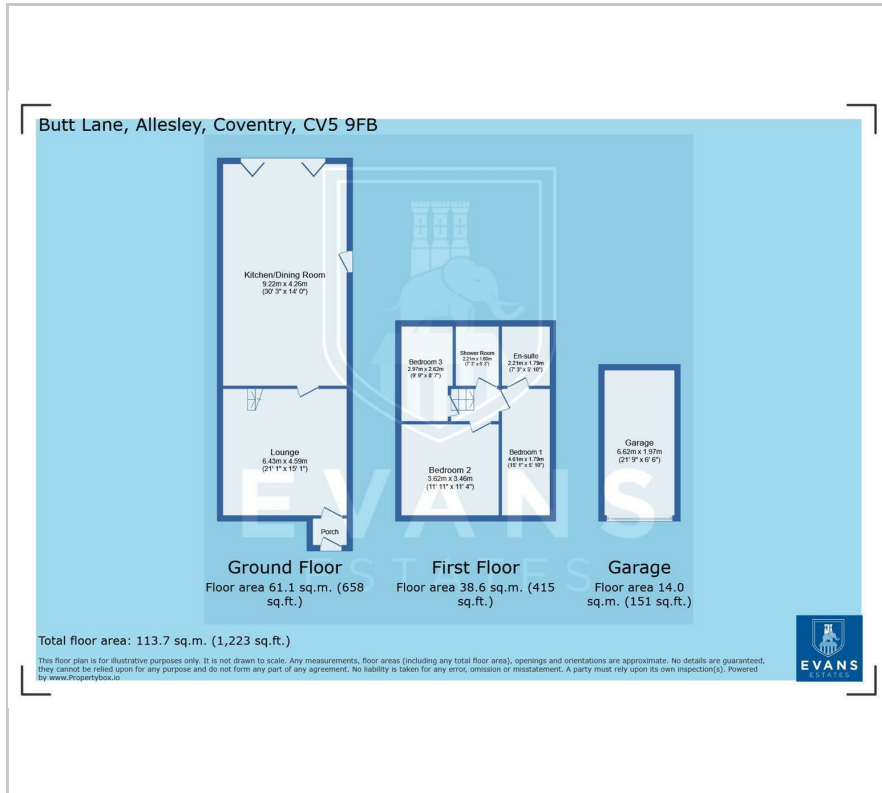 Butt Lane, Allesley, Coventry, CV5 9FB
Kitchen/Dining Room
9.22m x 4.26m
(30' 3" x 14' 0")
Lounge
6.43m x 4.59m
(21' 1" x 15' 1")
Porch
Bedroom 3
2.97m x 2.62m
(9' 9" x 8' 7")
Shower Room
2.21m x 1.60m
(7' 3" x 5' 3")
En-suite
2.21m x 1.79m
(7' 3" x 5' 10")
Bedroom 2
3.62m x 3.46m
(11' 11" x 11' 4")
Bedroom 1
4.61m x 1.79m
(15' 1" x 5' 10")
Garage
6.62m x 1.97m
(21' 9" x 6' 6")
EVANS
ESTATES
Ground Floor
Floor area 61.1 sq.m. (658
sq.ft.)
First Floor
Floor area 38.6 sq.m. (415
sq.ft.)
Garage
Floor area 14.0
sq.m. (151 sq.ft.)
Total floor area: 113.7 sq.m. (1,223 sq.ft.)
This floor plan is for illustrative purposes only. It is not drawn to scale. Any measurements, floor areas (including any total floor area), openings and orientations are approximate. No details are guaranteed,
they cannot be relied upon for any purpose and do not form any part of any agreement. No liability is taken for any error, omission or misstatement. A party must rely upon its own inspection(s). Powered
by www.Propertybox.io
EVANS
ESTATES